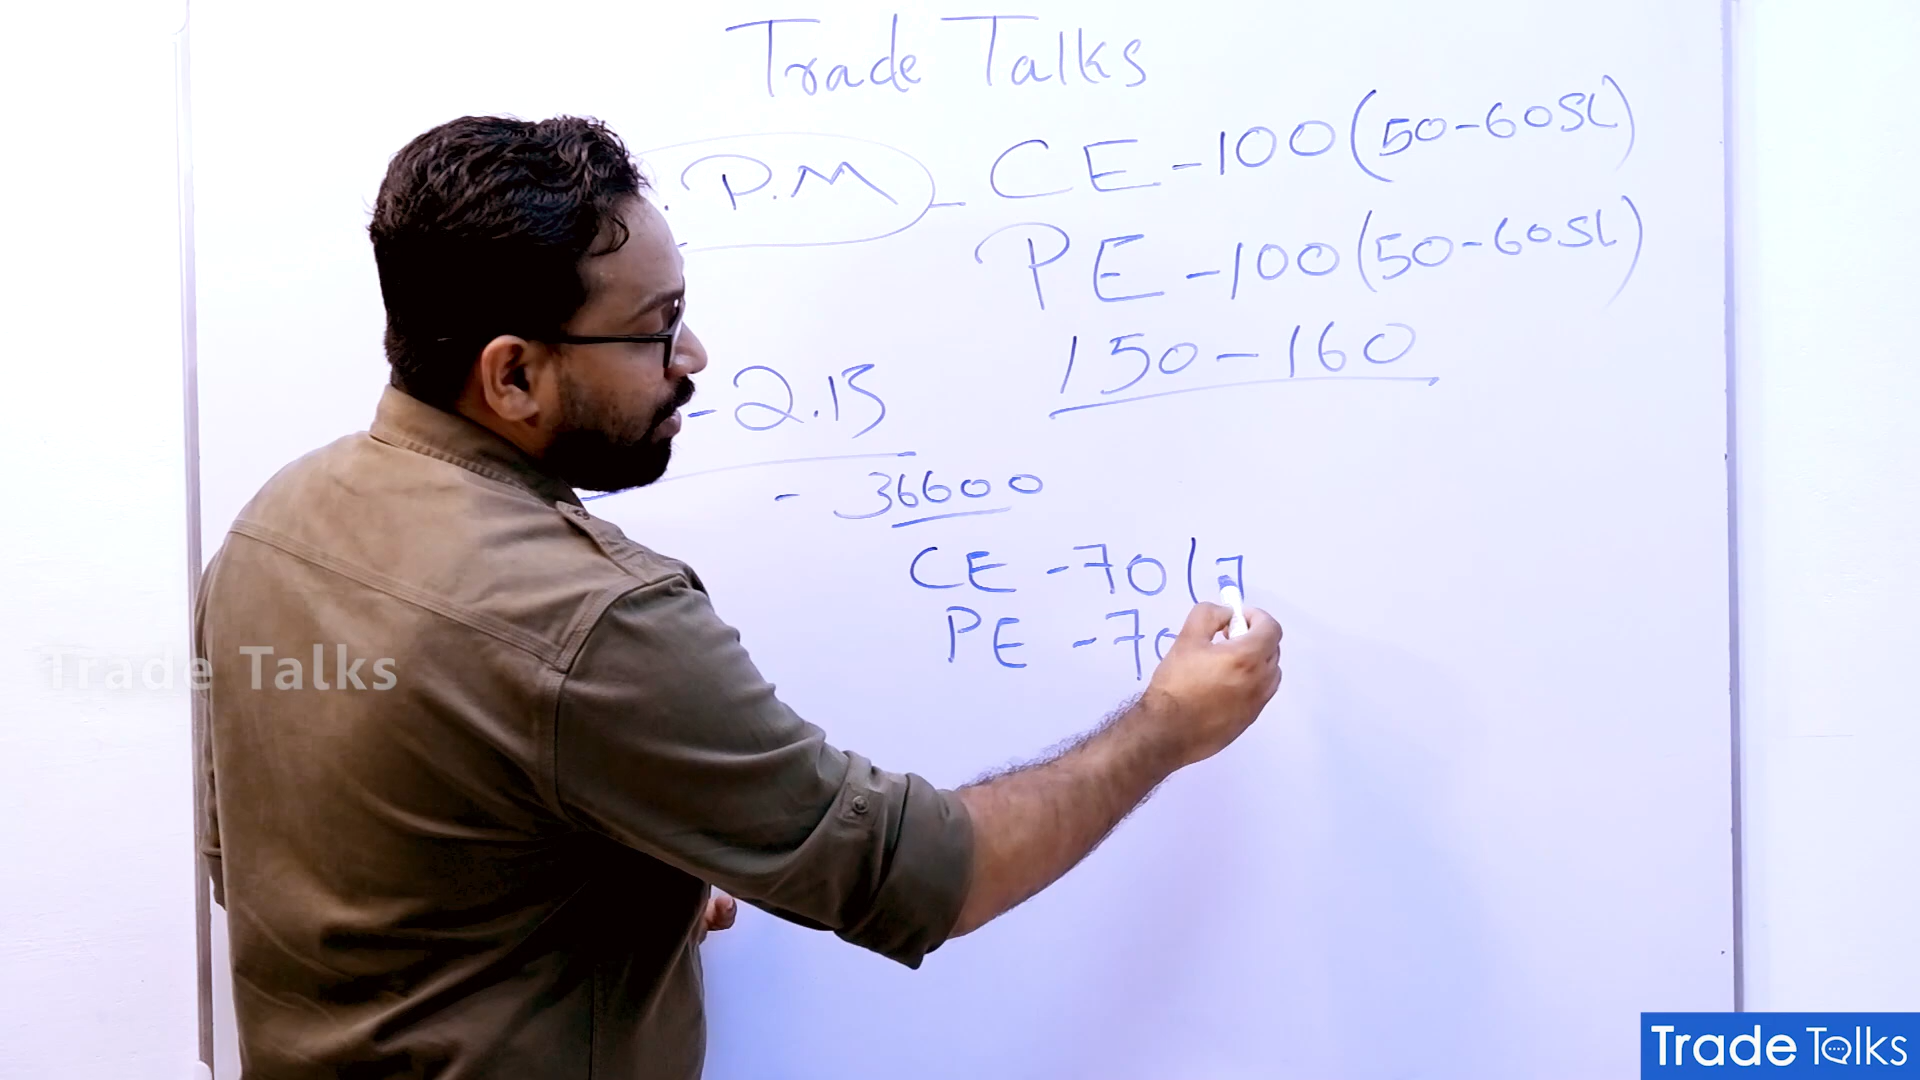 Trade Talks
. P.M - CE - 100 (50-60SL)
PE - 100 (50-60SL)
150 - 160
- 2.15
- 36600
CE - 70 (7
PE - 70
Trade Talks
Trade Talks